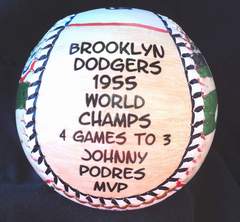 BROOKLYN
DODGERS
1955
WORLD
CHAMPS
4 GAMES TO 3
JOHNNY
PODRES
MVP